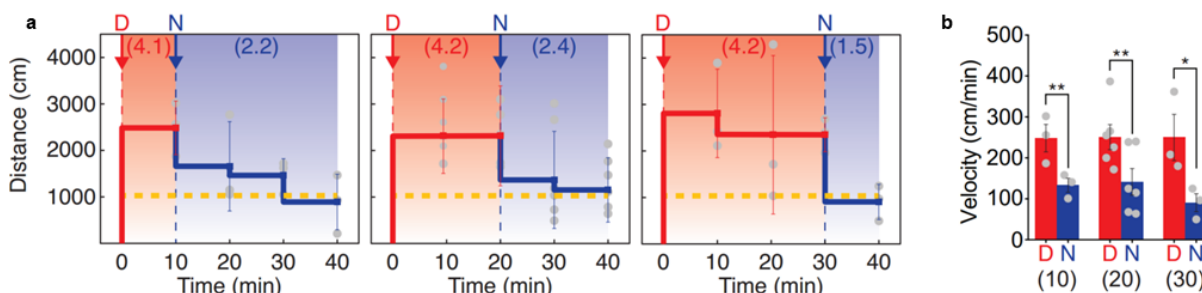 a
D N
(4.1) (2.2)
D N
(4.2) (2.4)
D N
(4.2) (1.5)
Distance (cm)
4000
3000
2000
1000
0 10 20 30 40
Time (min)
0 10 20 30 40
Time (min)
0 10 20 30 40
Time (min)
b
Velocity (cm/min)
500
400
300
200
100
0
** ** *
D N D N D N
(10) (20) (30)